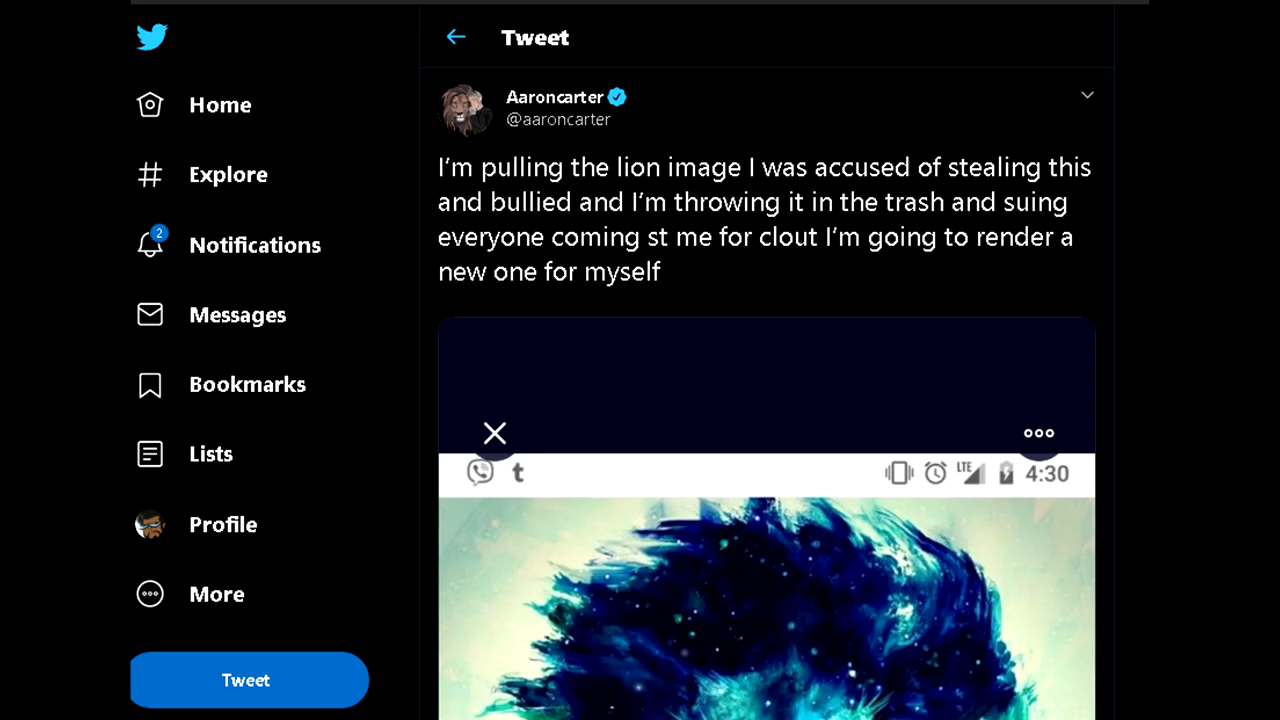 Tweet
Home
Explore
2
Notifications
Messages
Bookmarks
Lists
Profile
More
Tweet
Aaroncarter
@aaroncarter
I'm pulling the lion image I was accused of stealing this
and bullied and I'm throwing it in the trash and suing
everyone coming st me for clout I'm going to render a
new one for myself
t
LTE
4:30